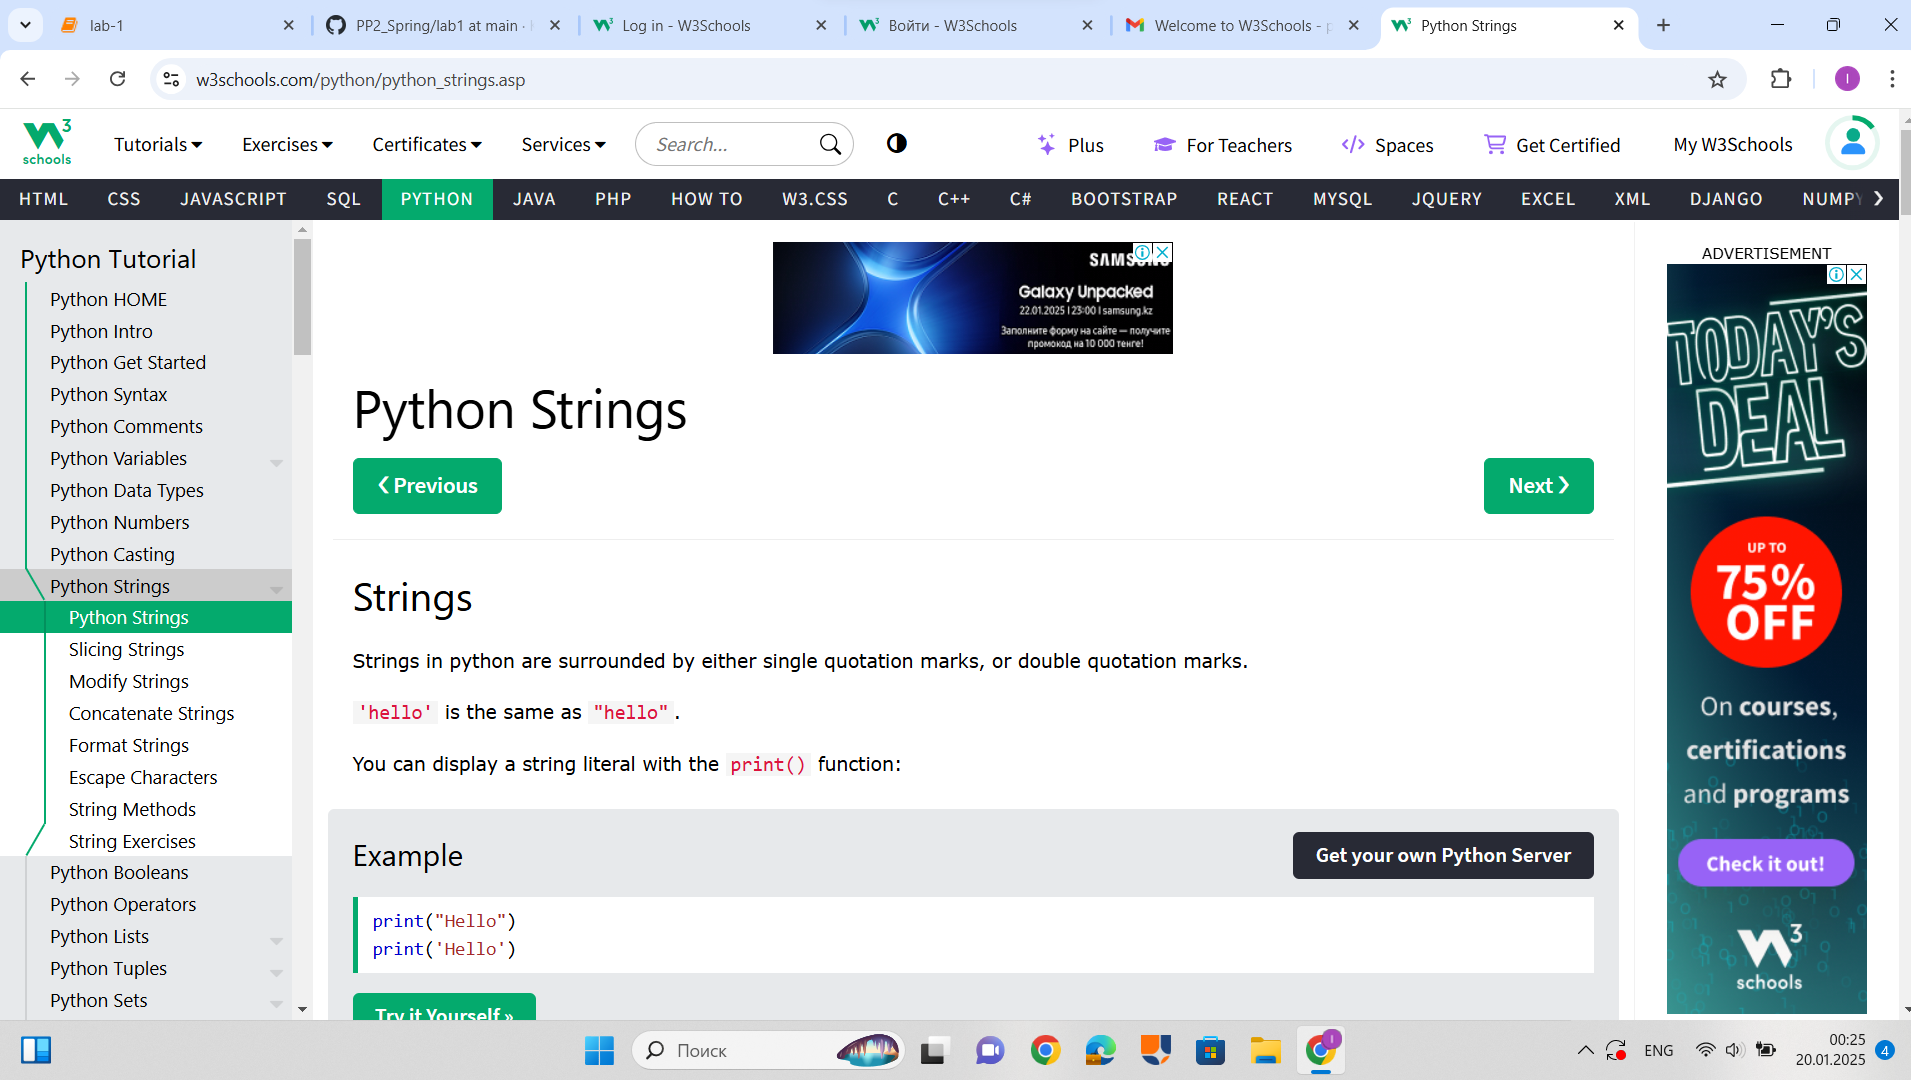 lab-1
PP2_Spring/lab1 at main ·
Log in - W3Schools
Войти - W3Schools
Welcome to W3Schools - p
Python Strings
w3schools.com/python/python_strings.asp
I
W3
schools
Tutorials
Exercises
Certificates
Services
Search...
Plus
For Teachers
Spaces
Get Certified
My W3Schools
HTML
CSS
JAVASCRIPT
SQL
PYTHON
JAVA
PHP
HOW TO
W3.CSS
C
C++
C#
BOOTSTRAP
REACT
MYSQL
JQUERY
EXCEL
XML
DJANGO
NUMPY
Python Tutorial
Python HOME
Python Intro
Python Get Started
Python Syntax
Python Comments
Python Variables
Python Data Types
Python Numbers
Python Casting
Python Strings
Python Strings
Slicing Strings
Modify Strings
Concatenate Strings
Format Strings
Escape Characters
String Methods
String Exercises
Python Booleans
Python Operators
Python Lists
Python Tuples
Python Sets
SAMSUNG
Galaxy Unpacked
22.01.2025 | 23:00 | samsung.kz
Заполните форму на сайте — получите
промокод на 10 000 тенге!
Python Strings
❮ Previous
Next ❯
Strings
Strings in python are surrounded by either single quotation marks, or double quotation marks.
'hello' is the same as "hello".
You can display a string literal with the print() function:
Example
Get your own Python Server
print("Hello")
print('Hello')
Try it Yourself »
ADVERTISEMENT
TODAY'S
DEAL
UP TO
75%
OFF
On courses,
certifications
and programs
Check it out!
W3
schools
Поиск
ENG
00:25
20.01.2025
4